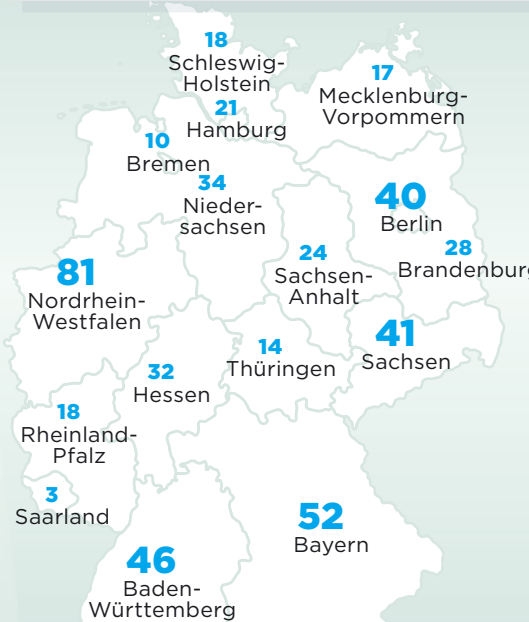 18
Schleswig-
Holstein
17
Mecklenburg-
Vorpommern
21
Hamburg
10
Bremen
34
Nieder-
sachsen
40
Berlin
28
Brandenburg
24
Sachsen-
Anhalt
81
Nordrhein-
Westfalen
41
Sachsen
14
Thüringen
32
Hessen
18
Rheinland-
Pfalz
3
Saarland
52
Bayern
46
Baden-
Württemberg